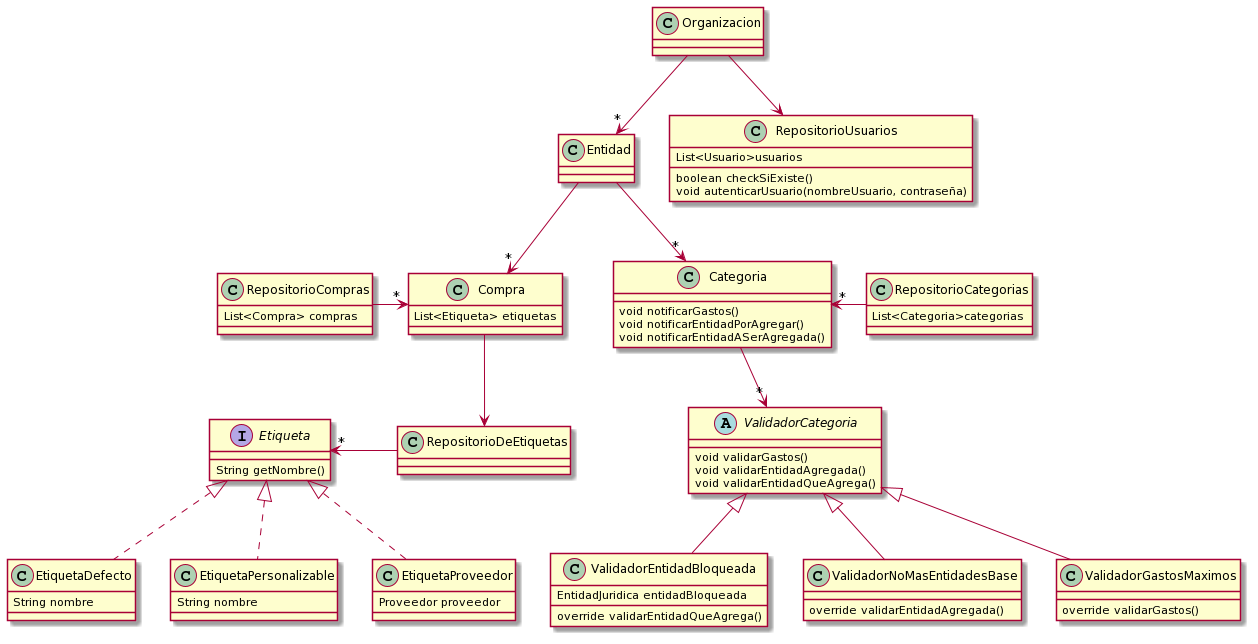 C Organizacion
*
C RepositorioUsuarios
List<Usuario>usuarios
boolean checkSiExiste()
void autenticarUsuario(nombreUsuario, contraseña)
C Entidad
*
*
C RepositorioCompras
List<Compra> compras
*
C Compra
List<Etiqueta> etiquetas
C Categoria
void notificarGastos()
void notificarEntidadPorAgregar()
void notificarEntidadASerAgregada()
*
C RepositorioCategorias
List<Categoria>categorias
*
I Etiqueta
String getNombre()
*
C RepositorioDeEtiquetas
A ValidadorCategoria
void validarGastos()
void validarEntidadAgregada()
void validarEntidadQueAgrega()
C EtiquetaDefecto
String nombre
C EtiquetaPersonalizable
String nombre
C EtiquetaProveedor
Proveedor proveedor
C ValidadorEntidadBloqueada
EntidadJuridica entidadBloqueada
override validarEntidadQueAgrega()
C ValidadorNoMasEntidadesBase
override validarEntidadAgregada()
C ValidadorGastosMaximos
override validarGastos()